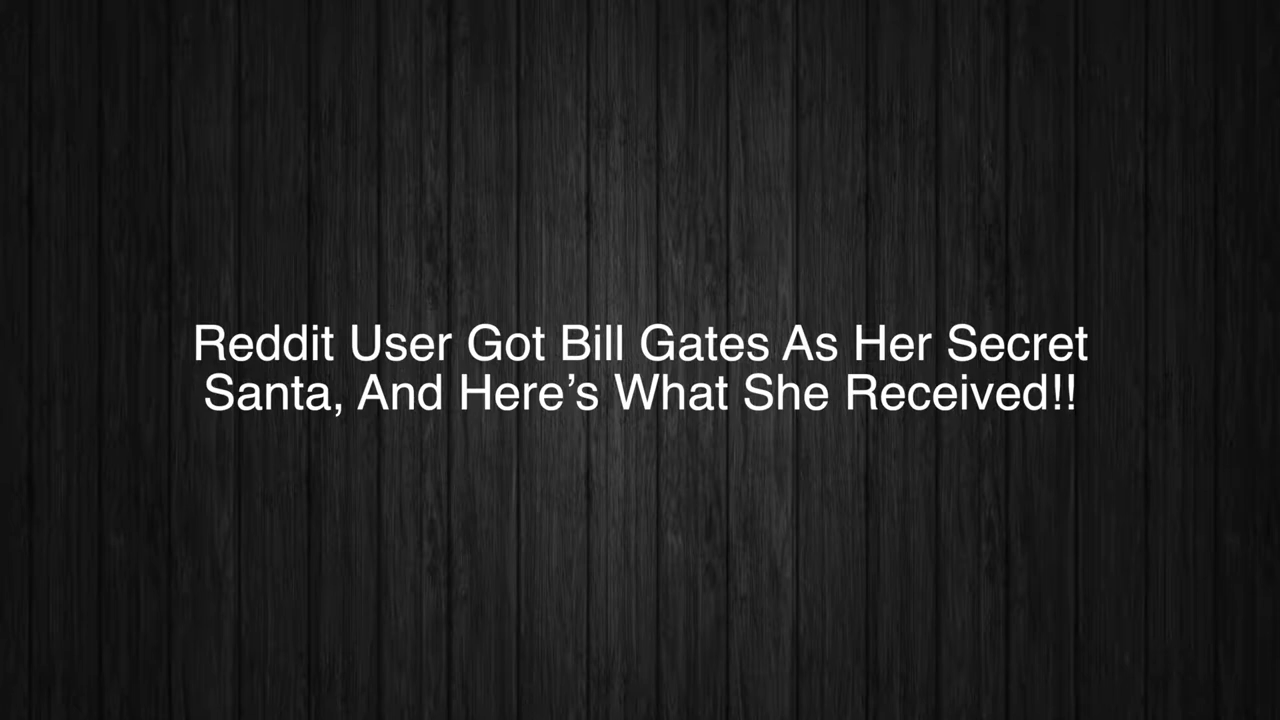 Reddit User Got Bill Gates As Her Secret
Santa, And Here’s What She Received!!